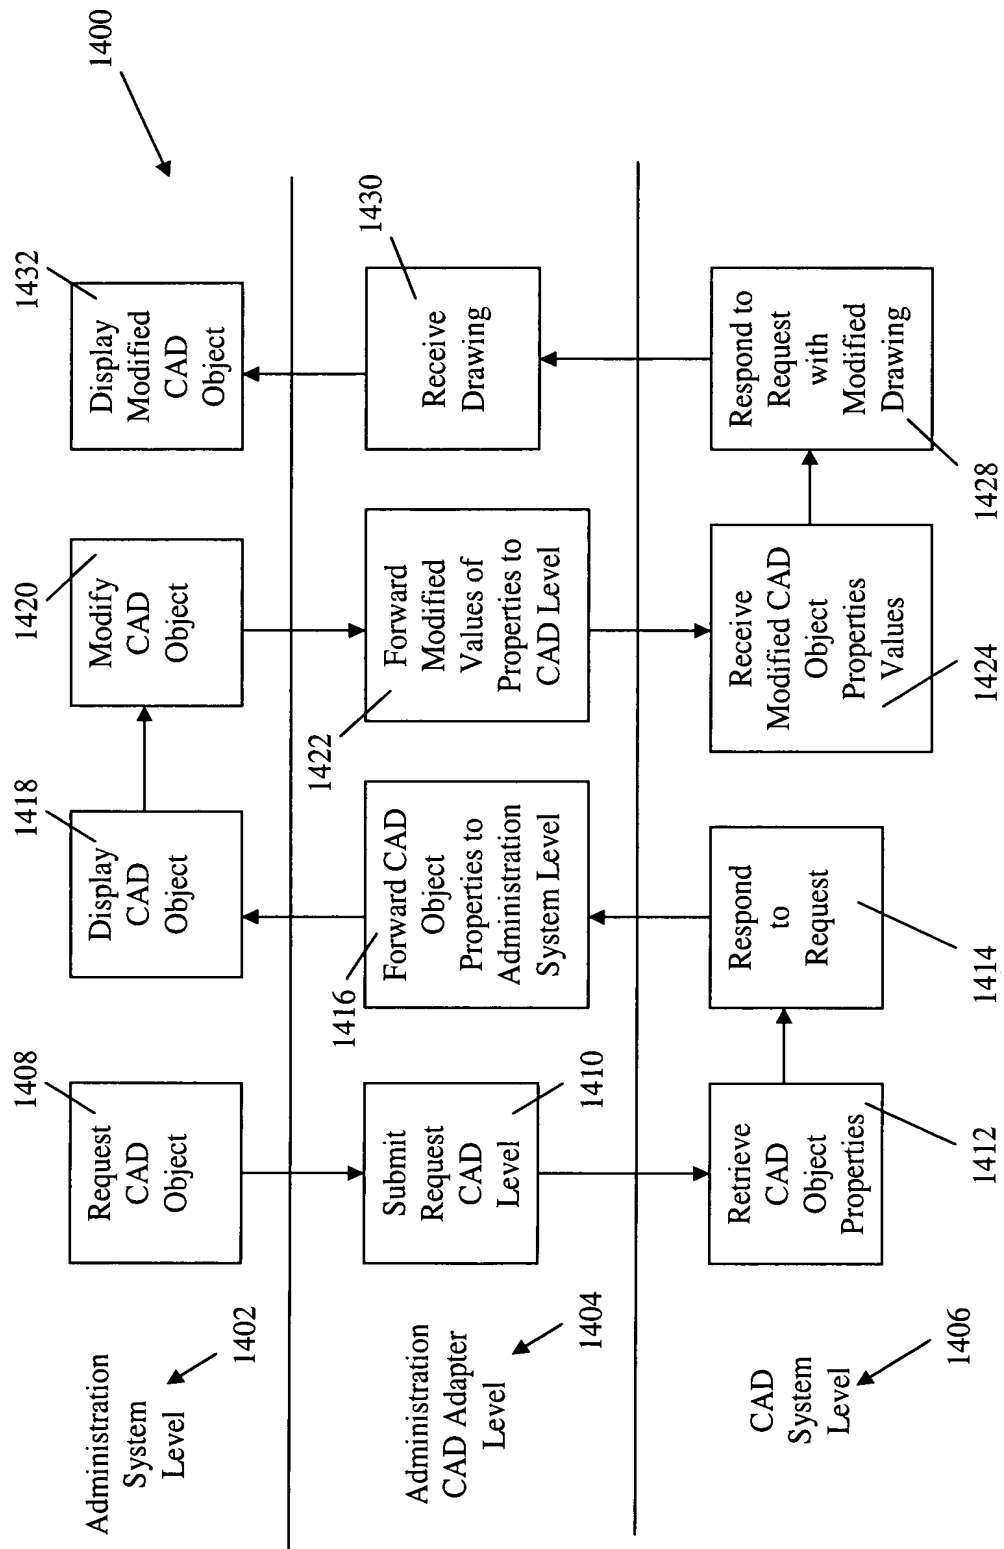 1400
Administration
System
Level
1402
Request
CAD
Object
1408
Display
CAD
Object
1418
Modify
CAD
Object
1420
Display
Modified
CAD
Object
1432
Administration
CAD Adapter
Level
1404
Submit
Request
CAD
Level
1410
Forward CAD
Object
Properties to
Administration
System Level
1416
Forward
Modified
Values of
Properties to
CAD Level
1422
Receive
Drawing
1430
CAD
System
Level
1406
Retrieve
CAD
Object
Properties
1412
Respond
to
Request
1414
Receive
Modified CAD
Object
Properties
Values
1424
Respond to
Request
with
Modified
Drawing
1428